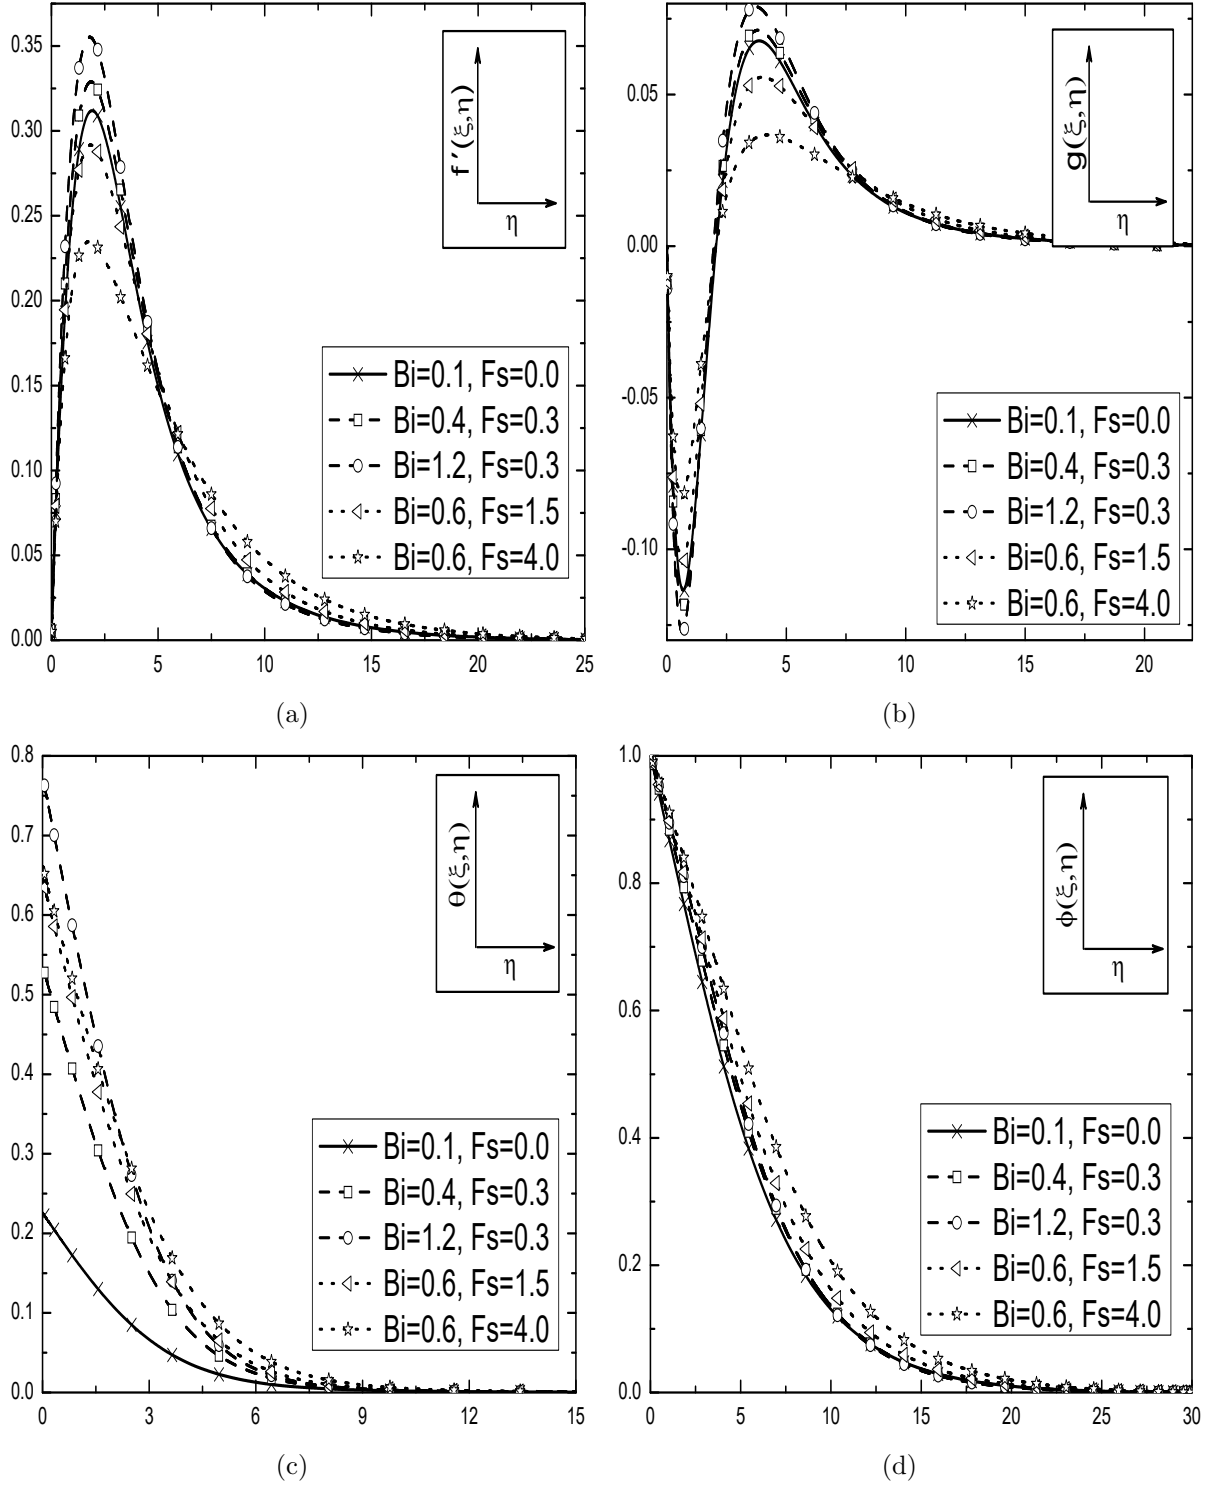 0.35
0.30
0.25
0.20
0.15
0.10
0.05
0.00
0 5 10 15 20 25
f ′(ξ,η)
η
Bi=0.1, Fs=0.0
Bi=0.4, Fs=0.3
Bi=1.2, Fs=0.3
Bi=0.6, Fs=1.5
Bi=0.6, Fs=4.0
(a)
0.05
0.00
-0.05
-0.10
0 5 10 15 20
g(ξ,η)
η
Bi=0.1, Fs=0.0
Bi=0.4, Fs=0.3
Bi=1.2, Fs=0.3
Bi=0.6, Fs=1.5
Bi=0.6, Fs=4.0
(b)
0.8
0.7
0.6
0.5
0.4
0.3
0.2
0.1
0.0
0 3 6 9 12 15
θ(ξ,η)
η
Bi=0.1, Fs=0.0
Bi=0.4, Fs=0.3
Bi=1.2, Fs=0.3
Bi=0.6, Fs=1.5
Bi=0.6, Fs=4.0
(c)
1.0
0.8
0.6
0.4
0.2
0.0
0 5 10 15 20 25 30
ϕ(ξ,η)
η
Bi=0.1, Fs=0.0
Bi=0.4, Fs=0.3
Bi=1.2, Fs=0.3
Bi=0.6, Fs=1.5
Bi=0.6, Fs=4.0
(d)